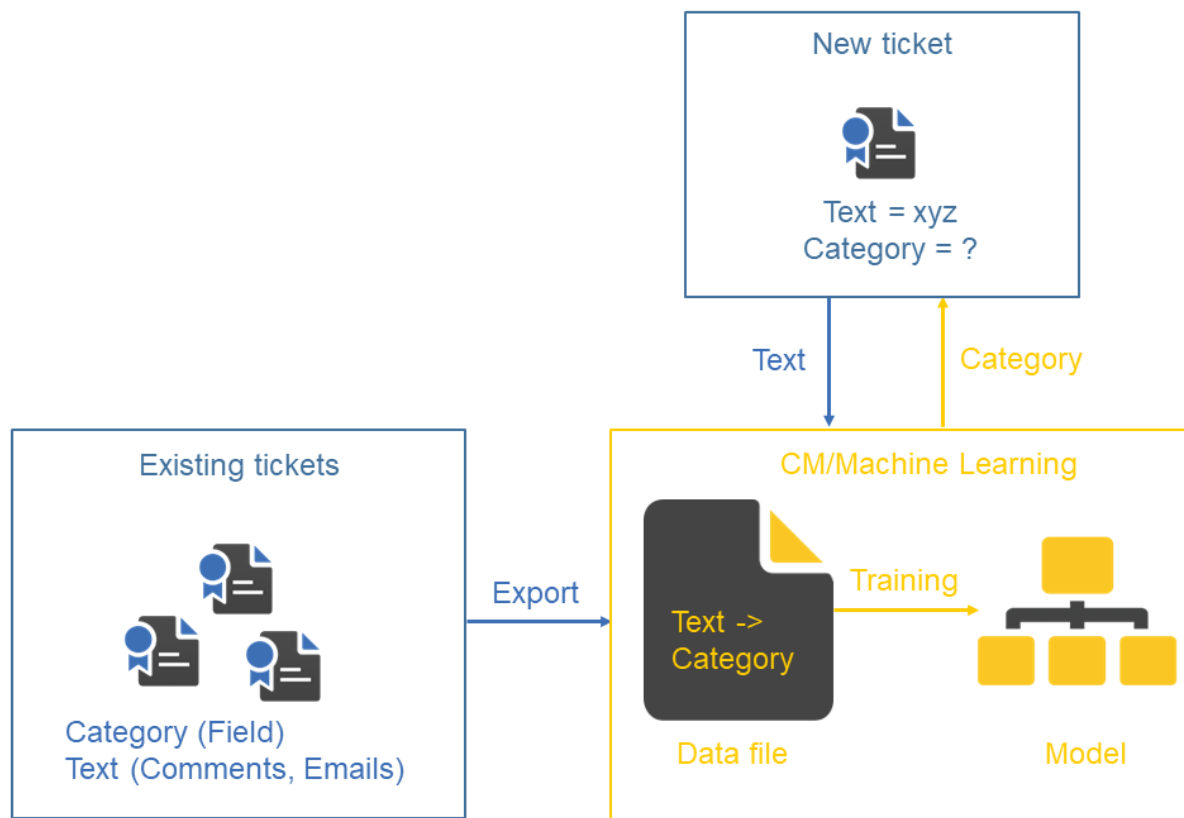 New ticket
Text = xyz
Category = ?
Text
Category
Existing tickets
Category (Field)
Text (Comments, Emails)
Export
CM/Machine Learning
Text ->
Category
Training
Data file
Model